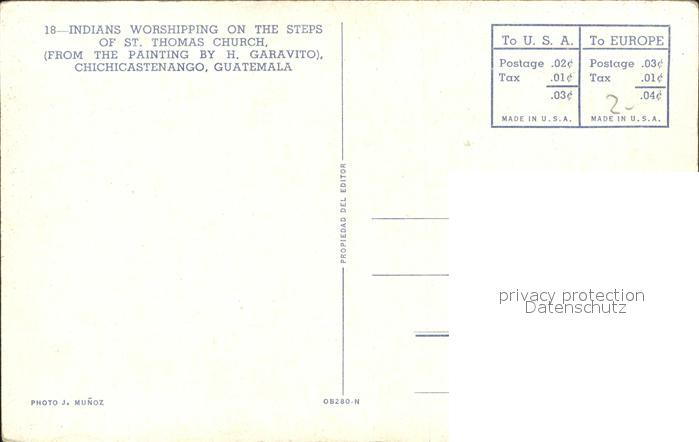 18—INDIANS WORSHIPPING ON THE STEPS
OF ST. THOMAS CHURCH,
(FROM THE PAINTING BY H. GARAVITO),
CHICHICASTENANGO, GUATEMALA
To U. S. A.
Postage .02¢
Tax .01¢
.03¢
MADE IN U.S.A.
To EUROPE
Postage .03¢
Tax .01¢
.04¢
2-
MADE IN U.S.A.
PROPIEDAD DEL EDITOR
privacy protection
Datenschutz
PHOTO J. MUÑOZ
OB280-N